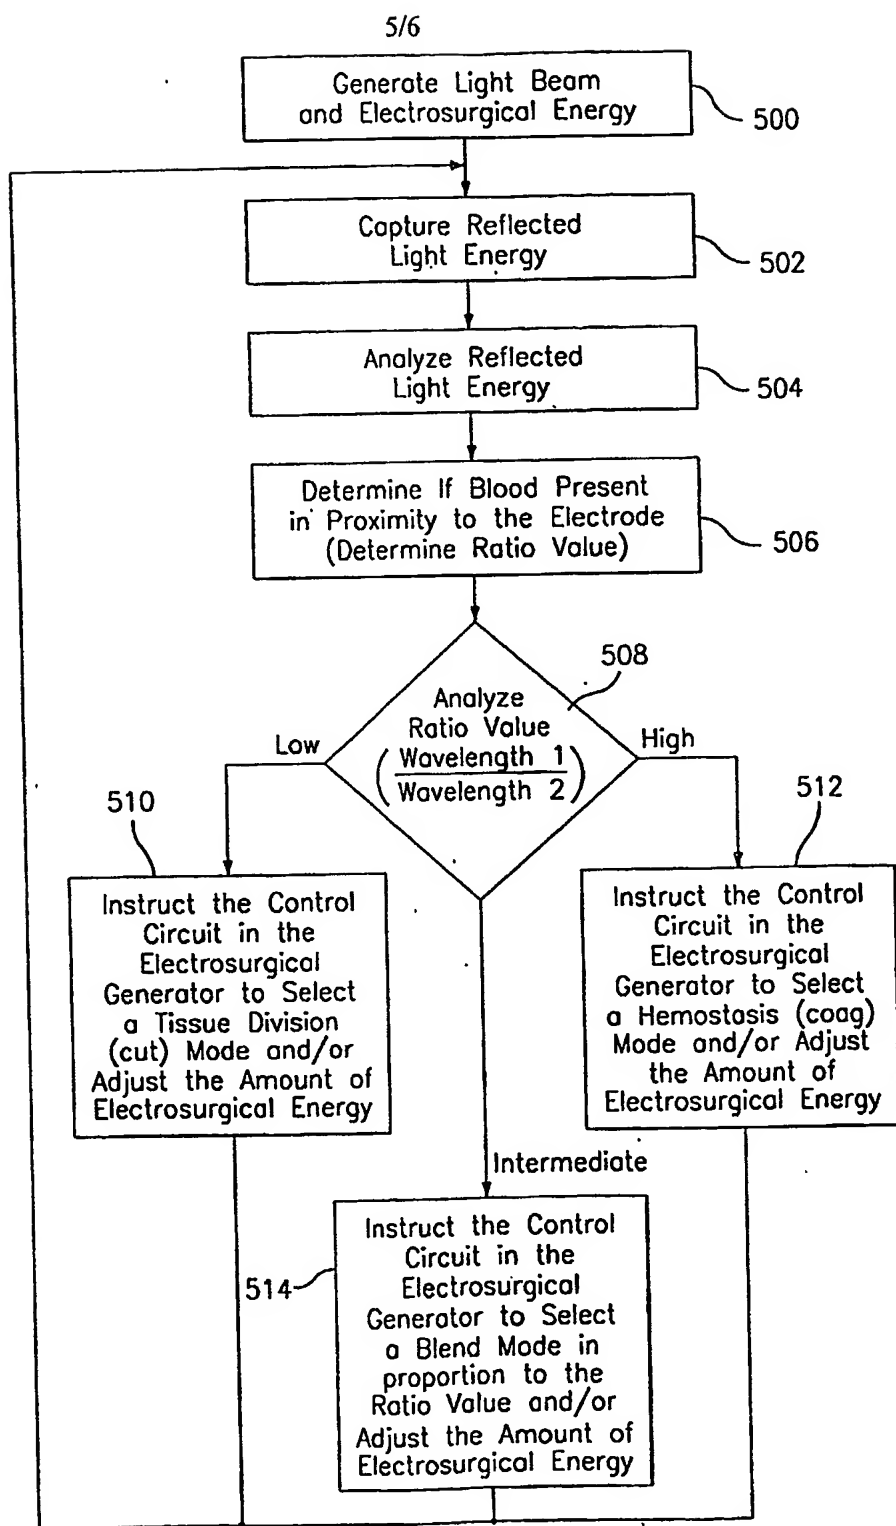 5/6
Generate Light Beam
and Electrosurgical Energy
500
Capture Reflected
Light Energy
502
Analyze Reflected
Light Energy
504
Determine If Blood Present
in Proximity to the Electrode
(Determine Ratio Value)
506
508
Analyze
Ratio Value
(Wavelength 1
Wavelength 2)
Low
High
510
512
Instruct the Control
Circuit in the
Electrosurgical
Generator to Select
a Tissue Division
(cut) Mode and/or
Adjust the Amount of
Electrosurgical Energy
Instruct the Control
Circuit in the
Electrosurgical
Generator to Select
a Hemostasis (coag)
Mode and/or Adjust
the Amount of
Electrosurgical Energy
Intermediate
514
Instruct the Control
Circuit in the
Electrosurgical
Generator to Select
a Blend Mode in
proportion to the
Ratio Value and/or
Adjust the Amount of
Electrosurgical Energy